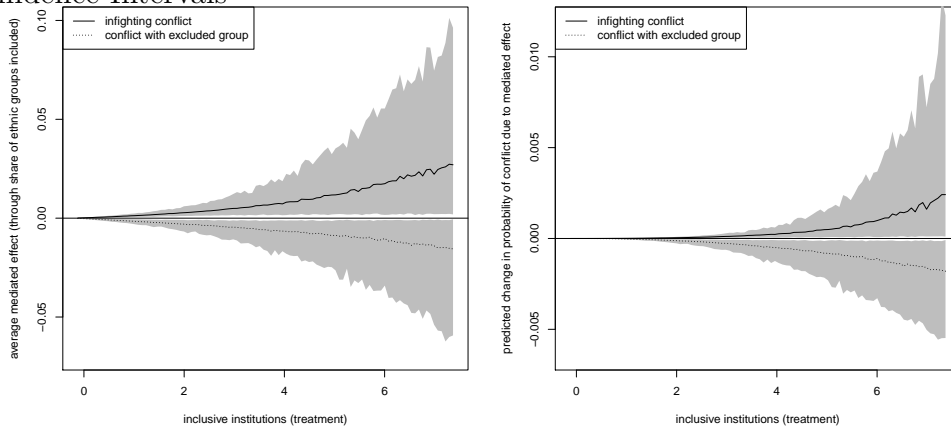 Confidence Intervals
infighting conflict
conflict with excluded group
average mediated effect (through share of ethnic groups included)
0.10
0.05
0.00
−0.05
0 2 4 6
inclusive institutions (treatment)
infighting conflict
conflict with excluded group
predicted change in probability of conflict due to mediated effect
0.010
0.005
0.000
−0.005
0 2 4 6
inclusive institutions (treatment)